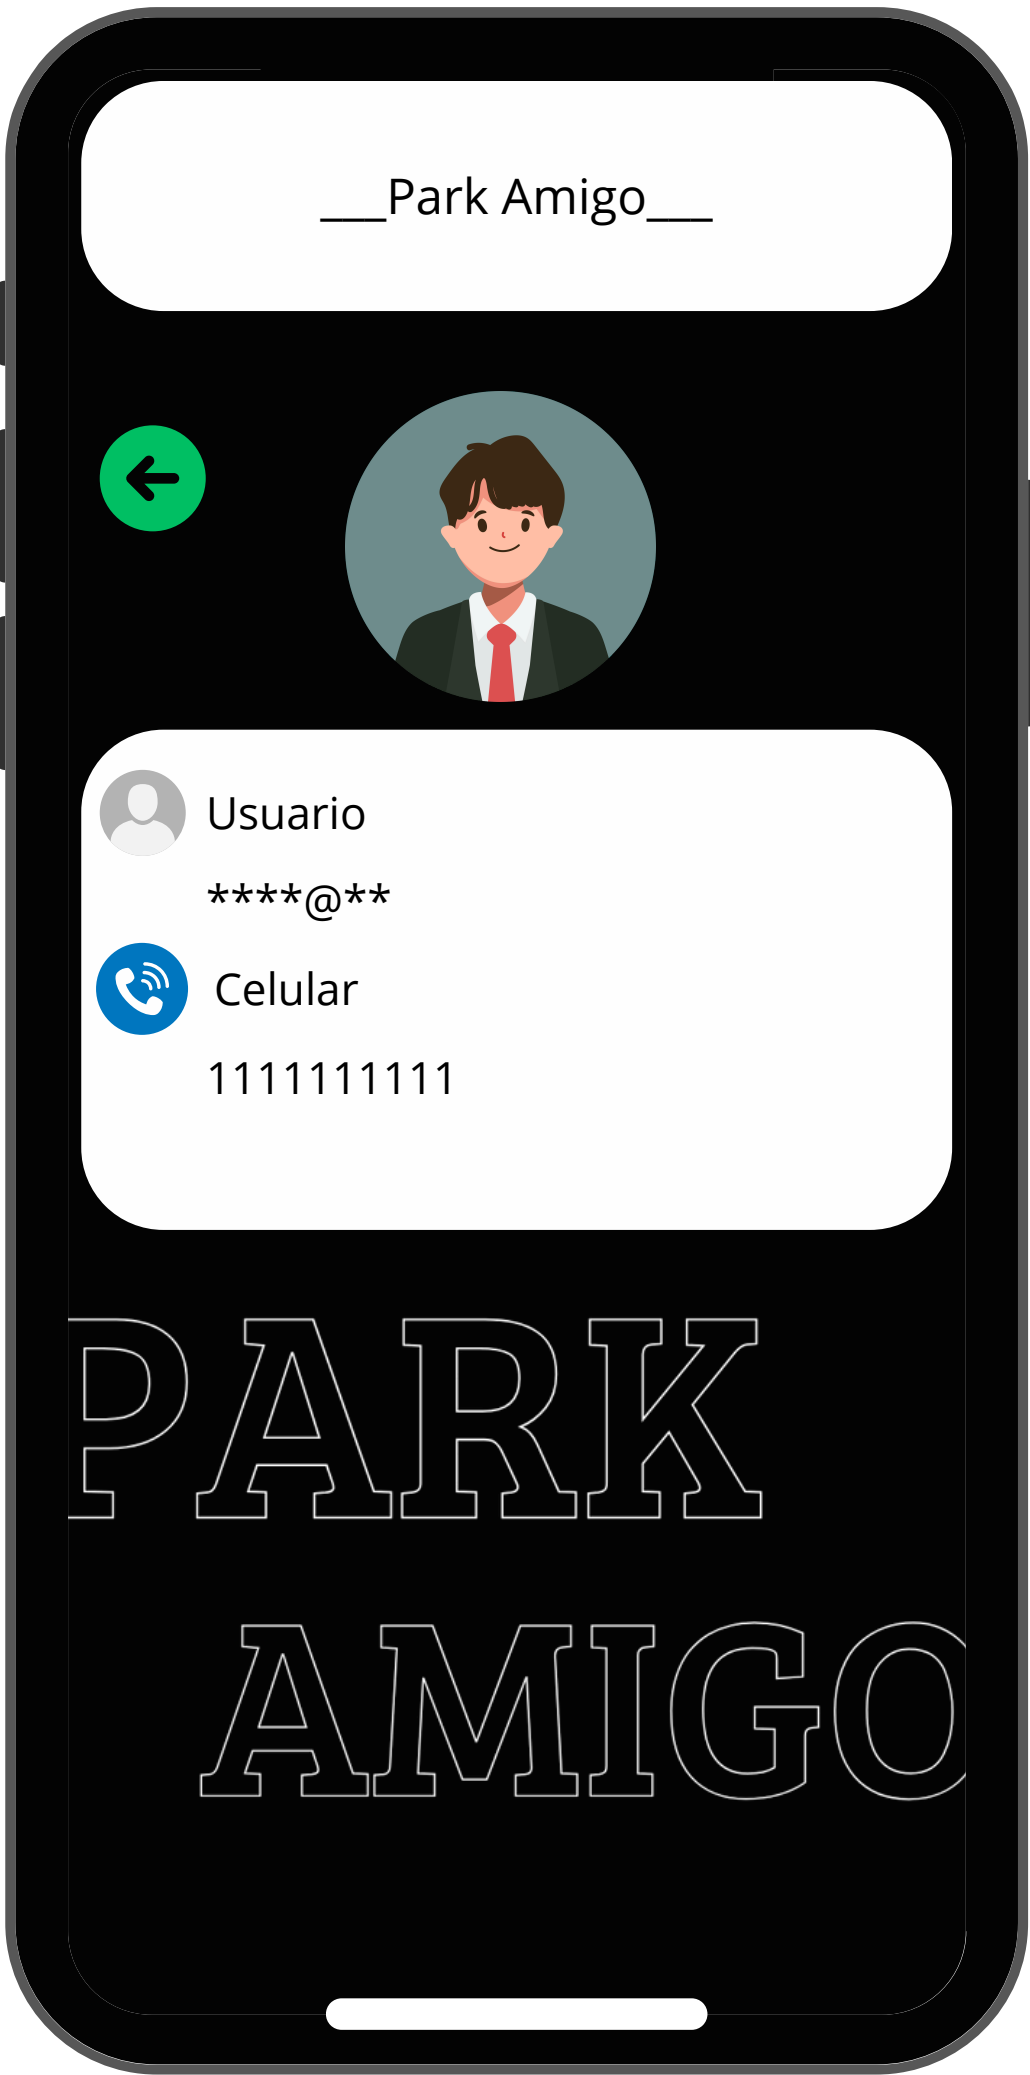 ___Park Amigo___
Usuario
****@**
Celular
1111111111
PARK
AMIGO